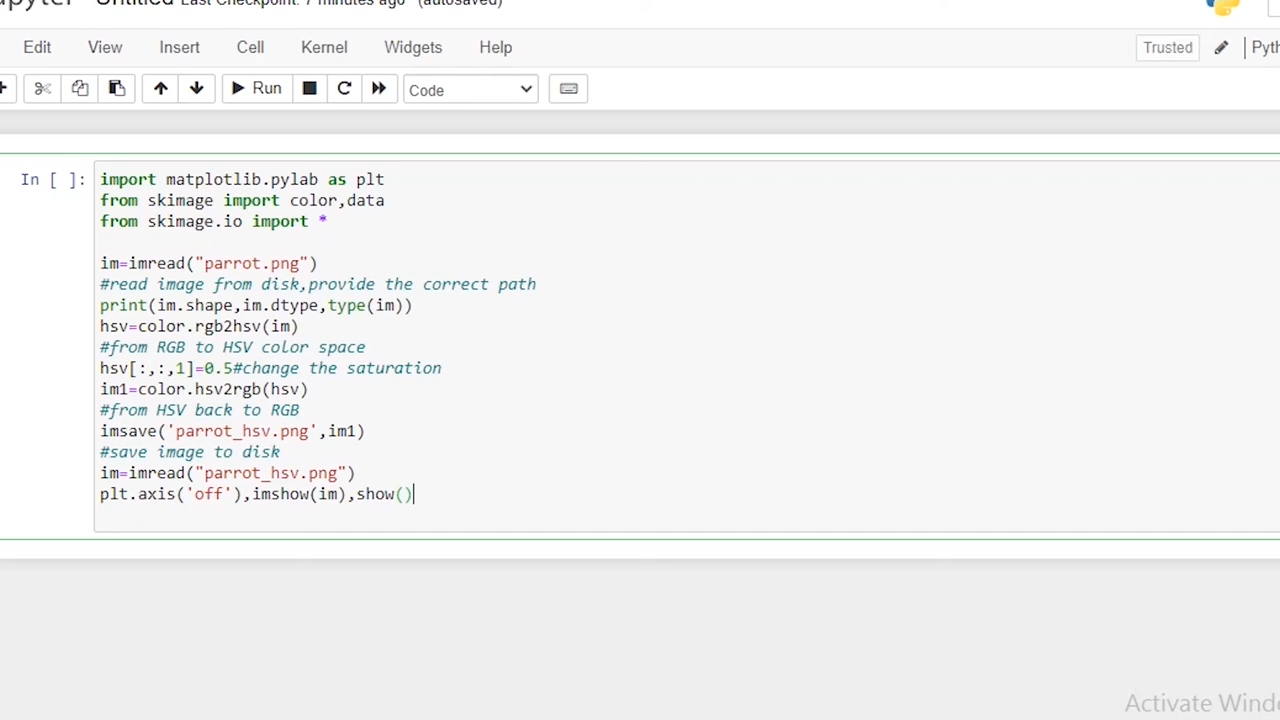 Untitled Last Checkpoint: 7 minutes ago (autosaved)
Edit View Insert Cell Kernel Widgets Help
Trusted
Run
Code
In [ ]:
import matplotlib.pylab as plt
from skimage import color,data
from skimage.io import *
im=imread("parrot.png")
#read image from disk,provide the correct path
print(im.shape,im.dtype,type(im))
hsv=color.rgb2hsv(im)
#from RGB to HSV color space
hsv[:,:,1]=0.5#change the saturation
im1=color.hsv2rgb(hsv)
#from HSV back to RGB
imsave('parrot_hsv.png',im1)
#save image to disk
im=imread("parrot_hsv.png")
plt.axis('off'),imshow(im),show()
Activate